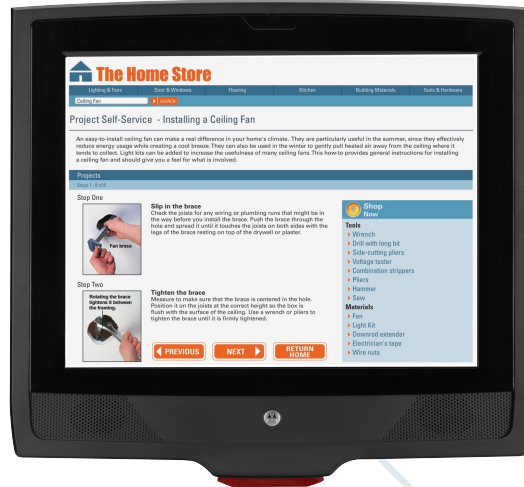 The Home Store
Lighting & Fans Door & Windows Flooring Kitchen Building Materials Tools & Hardware
Ceiling Fan SEARCH
Project Self-Service - Installing a Ceiling Fan
An easy-to-install ceiling fan can make a real difference in your home's climate. They are particularly useful in the summer, since they effectively
reduce energy usage while creating a cool breeze. They can also be used in the winter to gently pull heated air away from the ceiling where it
tends to collect. Light kits can be added to increase the usefulness of many ceiling fans. This how-to provides general instructions for installing
a ceiling fan and should give you a feel for what is involved.
Projects
Steps 1 -
Step One
Fan brace
Slip in the brace
Check the joists for any wiring or plumbing runs that might be in
the way before you install the brace. Push the brace through the
hole and spread it until it touches the joists on both sides with the
legs of the brace resting on top of the drywall or plaster.
Step Two
Rotating the brace
tightens it between
the framing.
Tighten the brace
Measure to make sure that the brace is centered in the hole.
Position it on the joists at the correct height so the box is
flush with the surface of the ceiling. Use a wrench or pliers to
tighten the brace until it is firmly tightened.
PREVIOUS NEXT RETURN
HOME
Shop
Now
Tools
Wrench
Drill with long bit
Side-cutting pliers
Voltage tester
Combination strippers
Pliers
Hammer
Saw
Materials
Fan
Light Kit
Downrod extender
Electrician's tape
Wire nuts